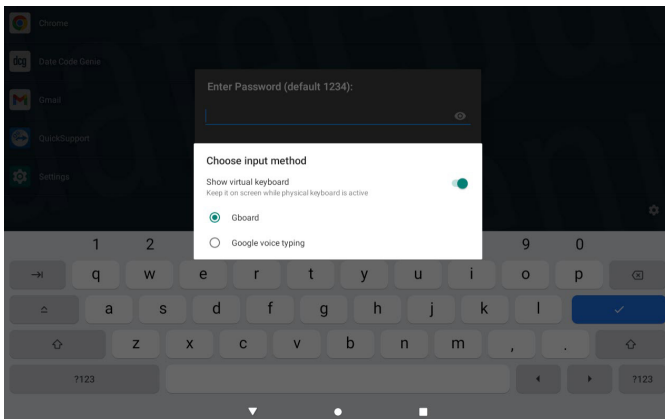 Chrome
dcg
Date Code Genie
Gmail
QuickSupport
Settings
Enter Password (default 1234):
Choose input method
Show virtual keyboard
Keep it on screen while physical keyboard is active
Gboard
Google voice typing
1 2 9 0
q w e r t y u i o p
a s d f g h j k l
z x c v b n m , .
?123 ?123